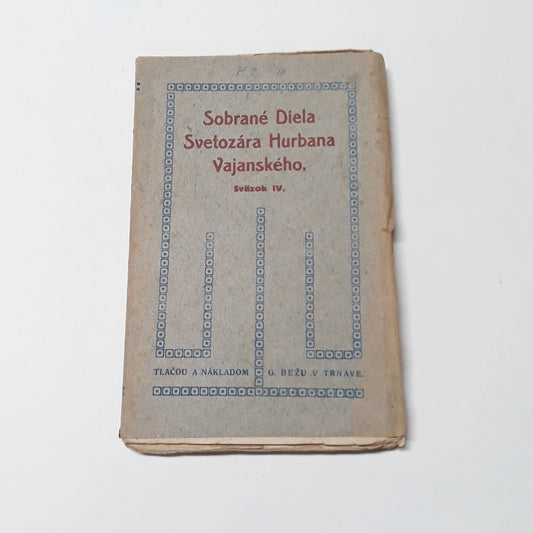 Sobrané Diela
Svetozára Hurbana
Vajanského.
Sväzok IV.
TLAČOU A NÁKLADOM G. BEŽU V TRNAVE.